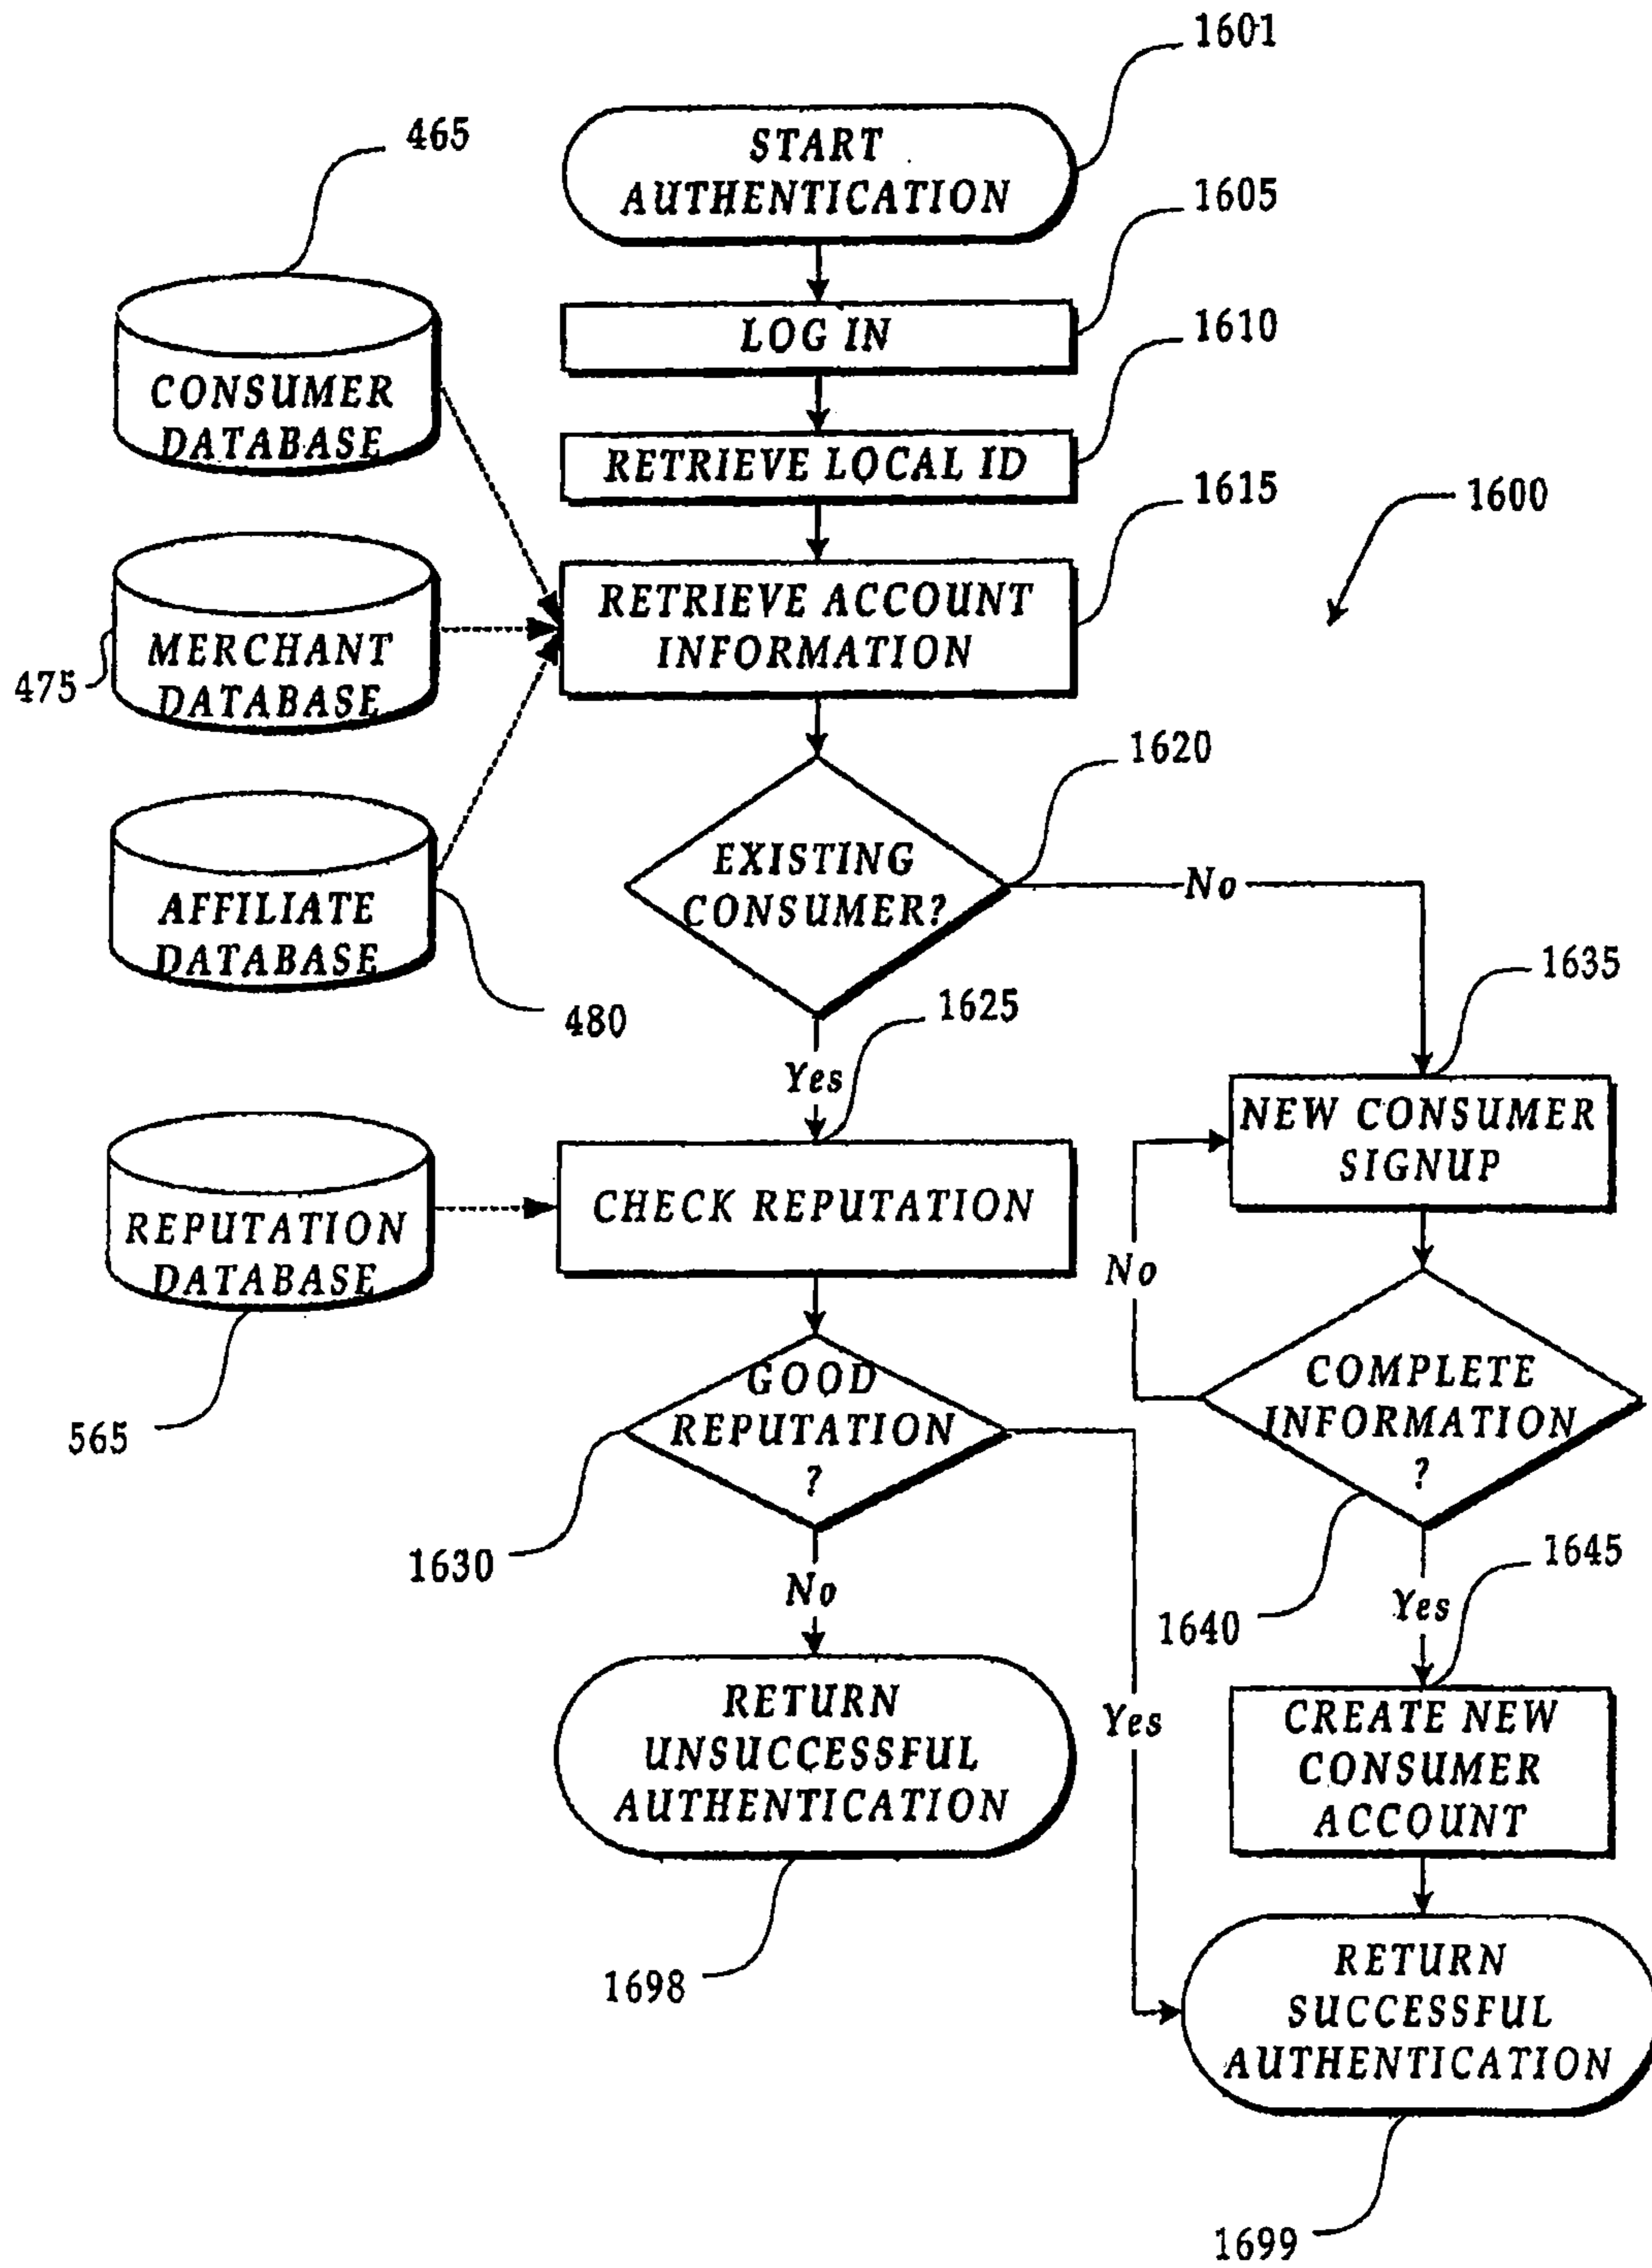 1601
START
AUTHENTICATION
465
1605
LOG IN
1610
RETRIEVE LOCAL ID
CONSUMER
DATABASE
1615
1600
RETRIEVE ACCOUNT
INFORMATION
MERCHANT
DATABASE
475
1620
EXISTING
CONSUMER?
No
AFFILIATE
DATABASE
480
1635
1625
Yes
NEW CONSUMER
SIGNUP
CHECK REPUTATION
REPUTATION
DATABASE
No
565
GOOD
REPUTATION
?
COMPLETE
INFORMATION
?
1630
No
1645
1640
Yes
RETURN
UNSUCCESSFUL
AUTHENTICATION
Yes
CREATE NEW
CONSUMER
ACCOUNT
1698
RETURN
SUCCESSFUL
AUTHENTICATION
1699